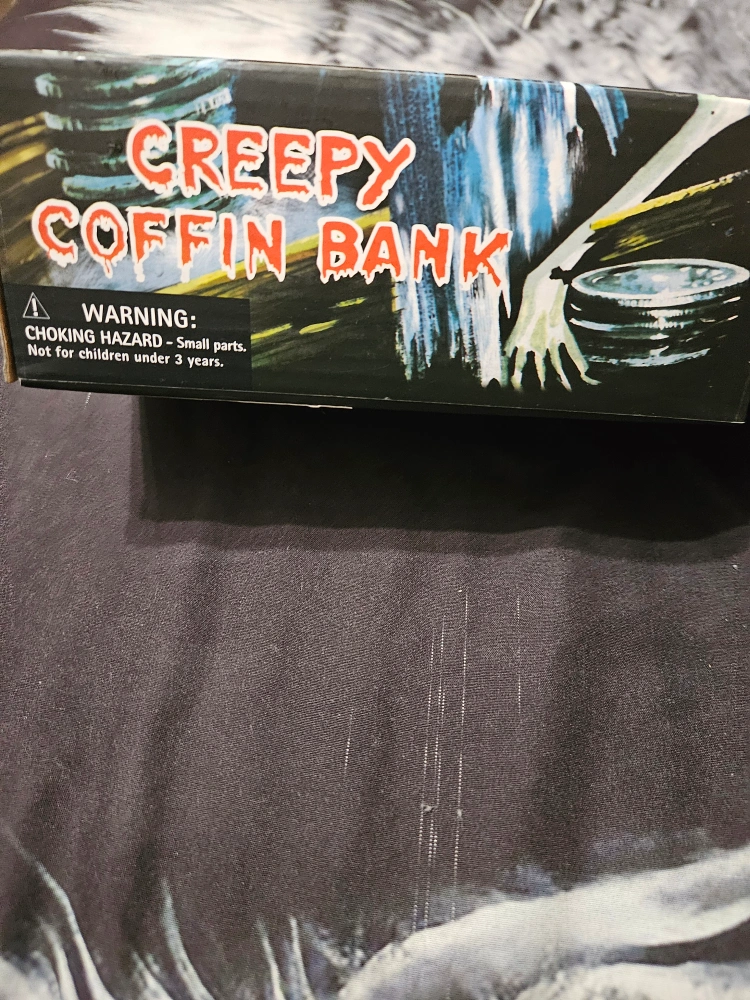 CREEPY
COFFIN BANK
WARNING:
CHOKING HAZARD - Small parts.
Not for children under 3 years.